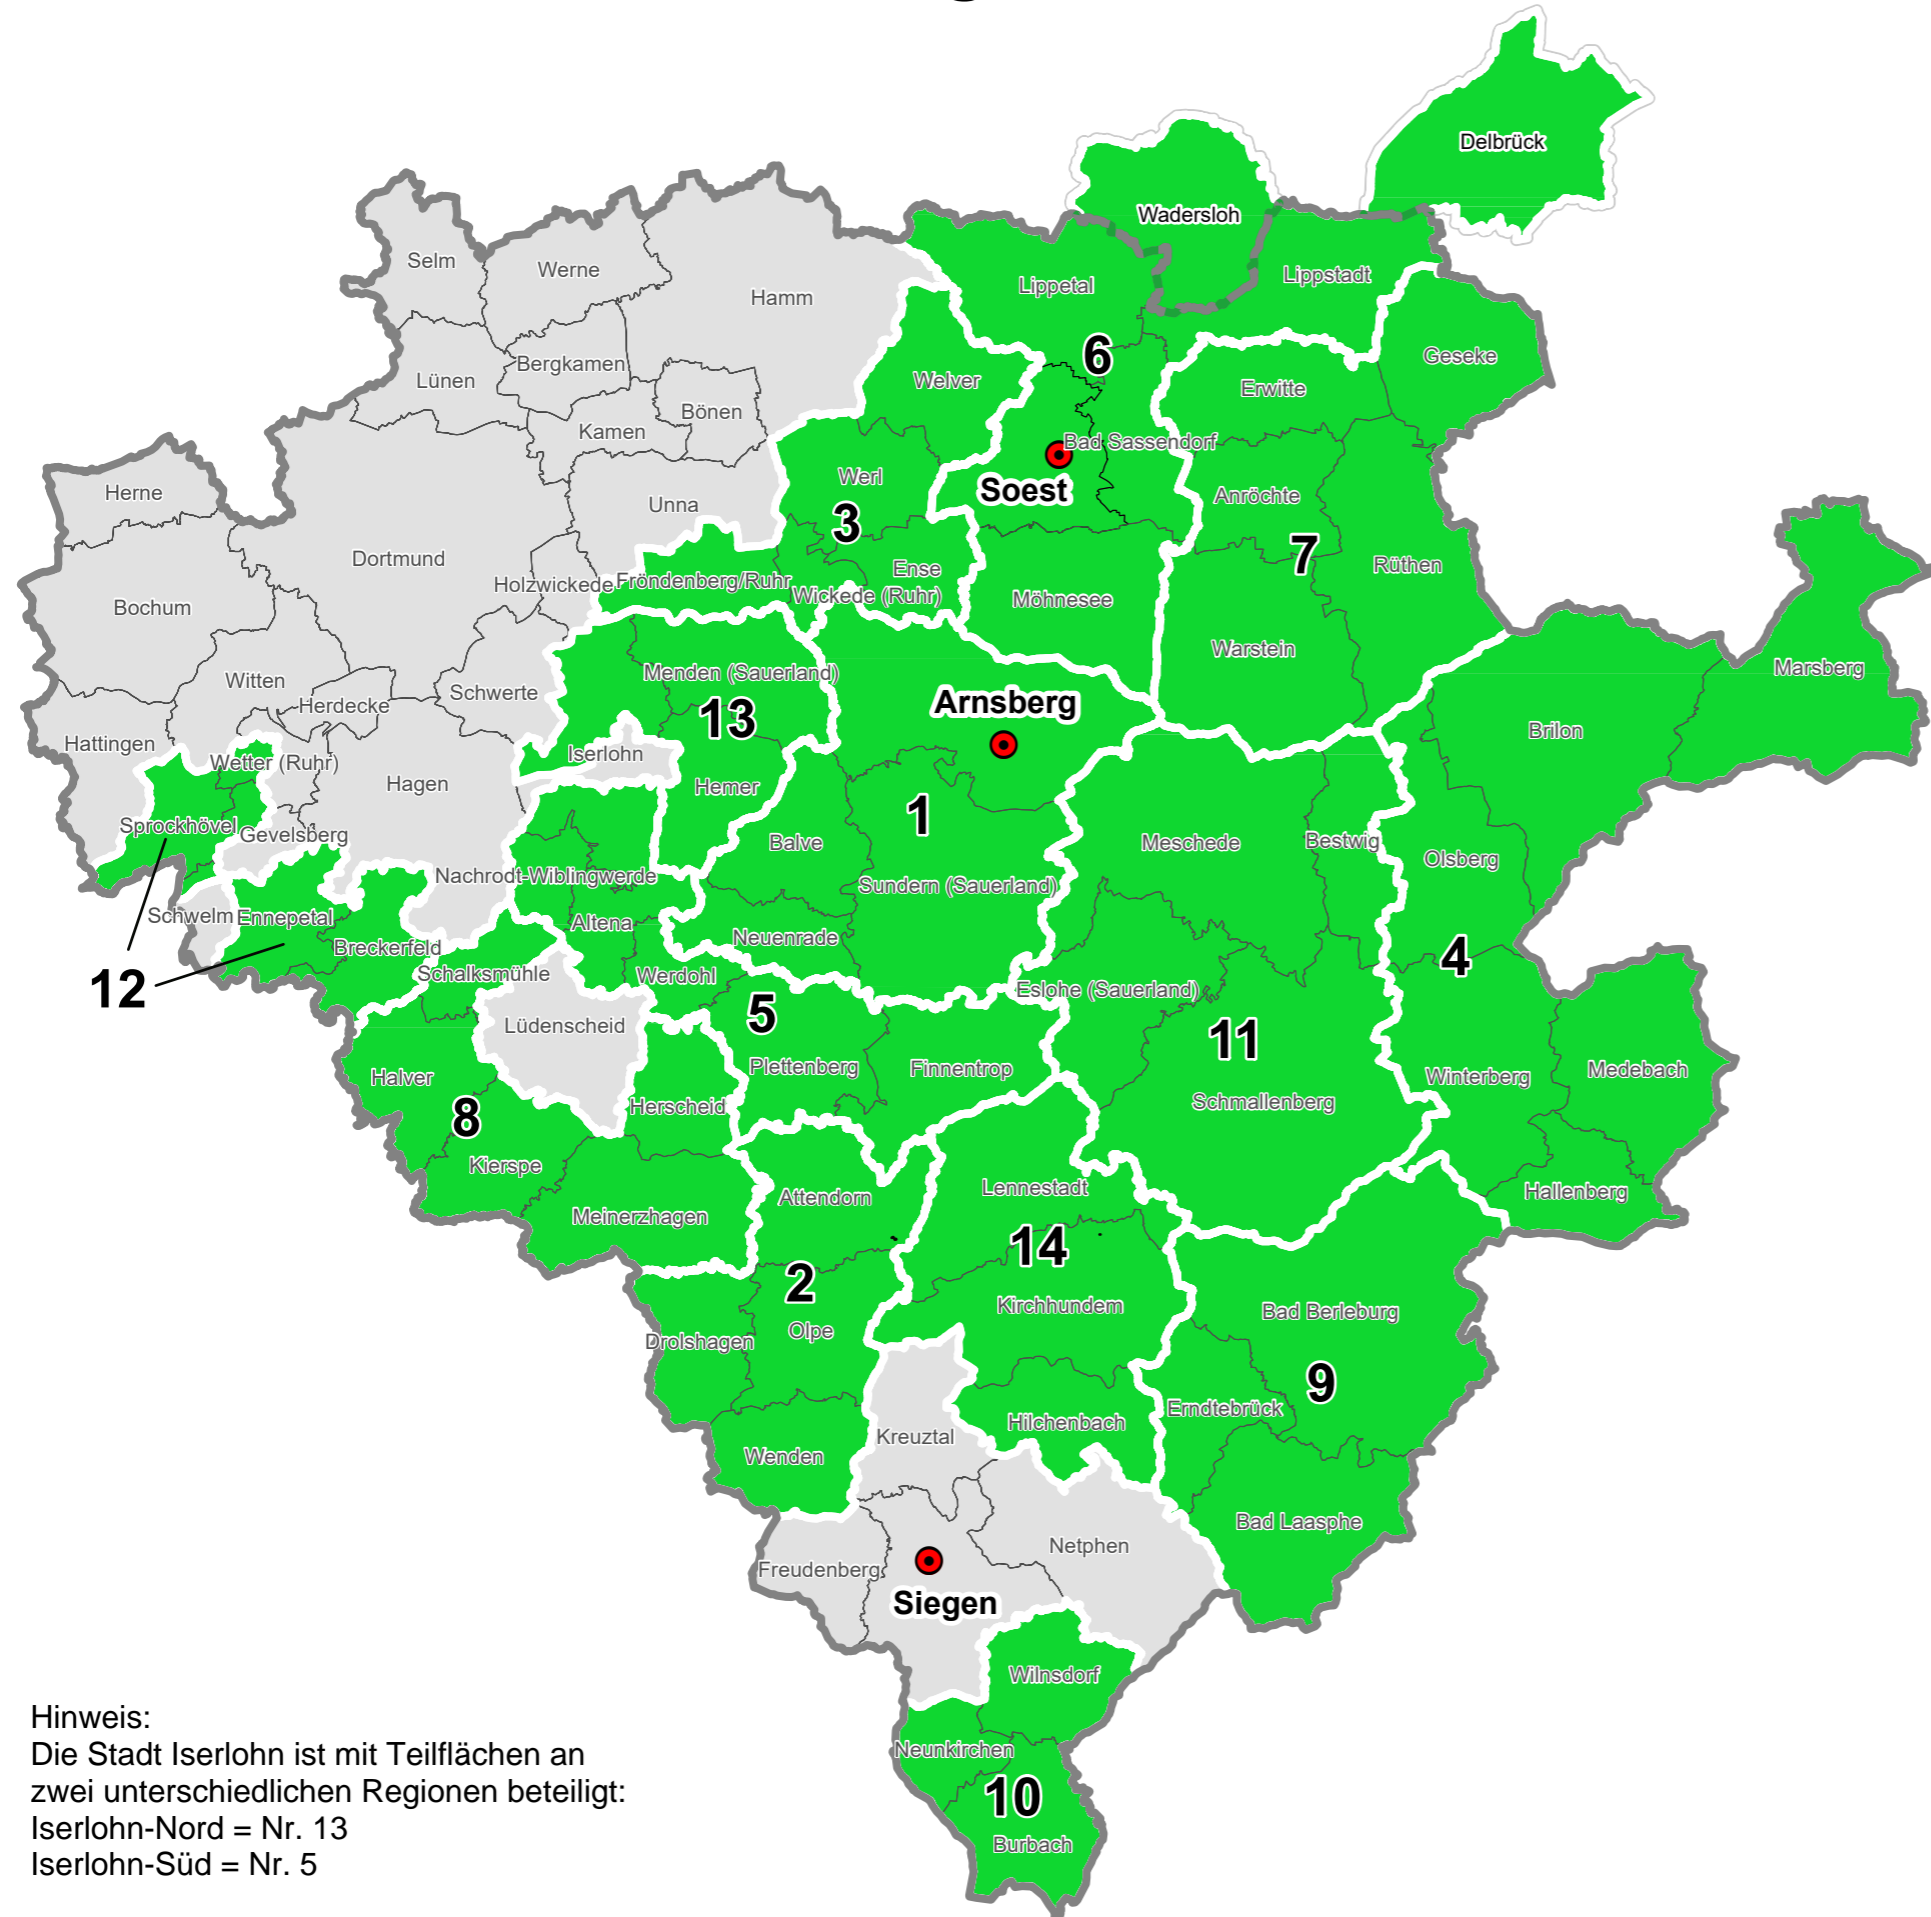 Delbrück
Wadersloh
Selm
Werne
Hamm
Lippetal
Lippstadt
Lünen
Bergkamen
Bönen
Kamen
Welver
6
Erwitte
Geseke
Herne
Unna
Werl
Bad Sassendorf
Soest
Anröchte
3
7
Dortmund
Holzwickede
Fröndenberg/Ruhr
Ense
Wickede (Ruhr)
Möhnesee
Rüthen
Bochum
Warstein
Marsberg
Witten
Herdecke
Schwerte
Menden (Sauerland)
13
Arnsberg
Brilon
Hattingen
Wetter (Ruhr)
Iserlohn
Hagen
Hemer
1
Sprockhövel
Gevelsberg
Balve
Meschede
Bestwig
Olsberg
Nachrodt-Wiblingwerde
Sundern (Sauerland)
Schwelm
Ennepetal
Altena
Breckerfeld
Neuenrade
4
12
Schalksmühle
Werdohl
Eslohe (Sauerland)
5
Lüdenscheid
11
Halver
Plettenberg
Finnentrop
Winterberg
Medebach
8
Herscheid
Schmallenberg
Kierspe
Attendorn
Lennestadt
Hallenberg
Meinerzhagen
14
2
Kirchhundem
Bad Berleburg
Drolshagen
Olpe
9
Hilchenbach
Erndtebrück
Kreuztal
Wenden
Bad Laasphe
Netphen
Freudenberg
Siegen
Wilnsdorf
Neunkirchen
10
Burbach
Hinweis:
Die Stadt Iserlohn ist mit Teilflächen an
zwei unterschiedlichen Regionen beteiligt:
Iserlohn-Nord = Nr. 13
Iserlohn-Süd = Nr. 5